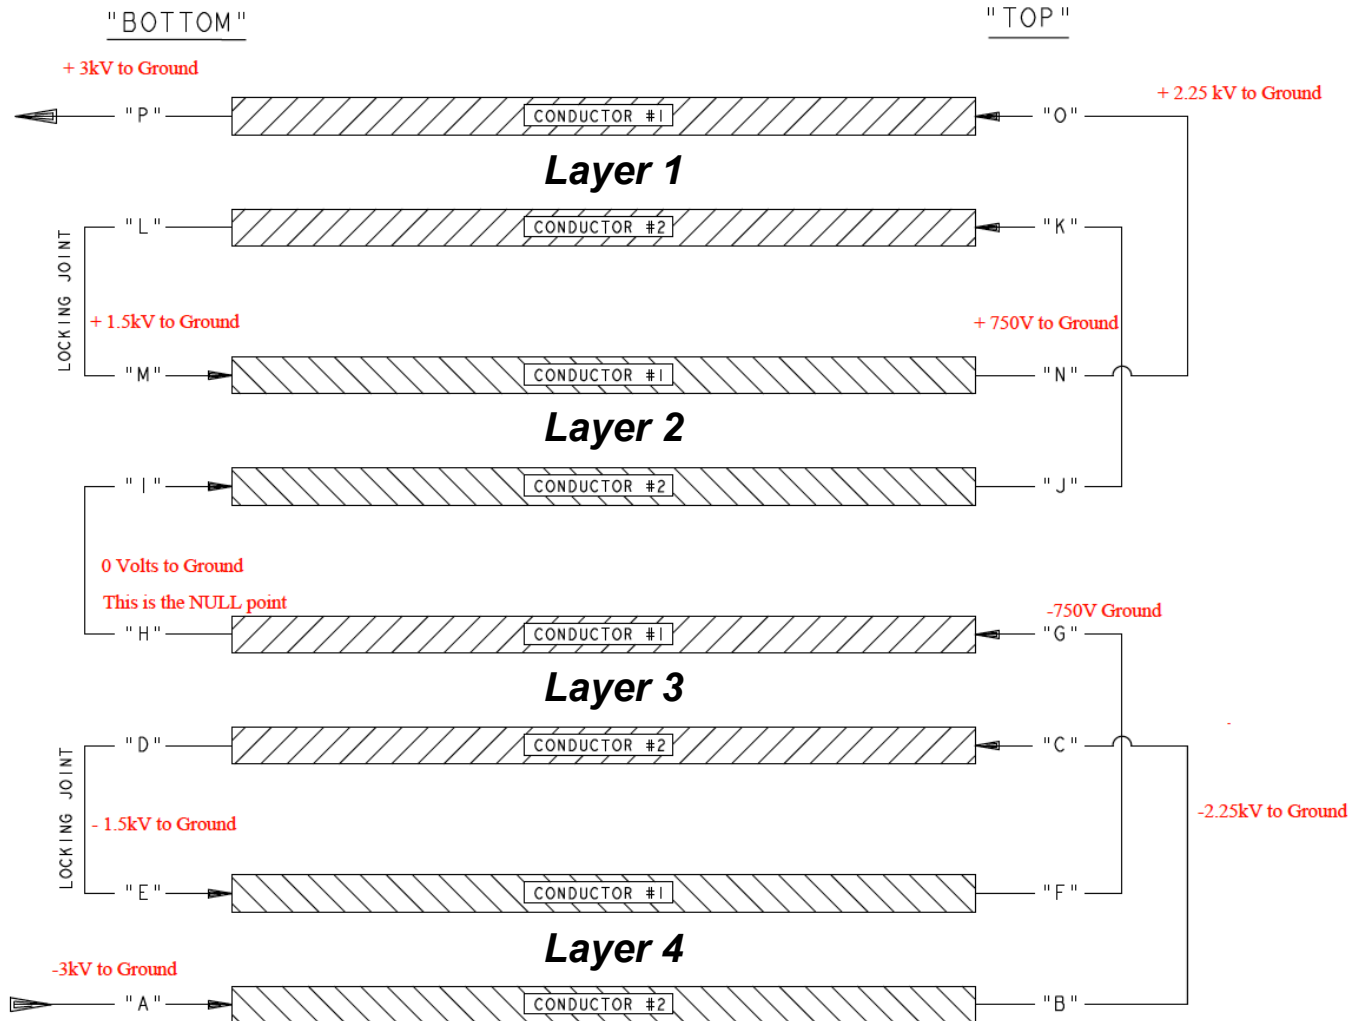 "BOTTOM"
"TOP"
+ 3kV to Ground
+ 2.25 kV to Ground
"P"
CONDUCTOR #1
"O"
Layer 1
"L"
CONDUCTOR #2
"K"
LOCKING JOINT
+ 1.5kV to Ground
+ 750V to Ground
"M"
CONDUCTOR #1
"N"
Layer 2
"I"
CONDUCTOR #2
"J"
0 Volts to Ground
This is the NULL point
-750V Ground
"H"
CONDUCTOR #1
"G"
Layer 3
"D"
CONDUCTOR #2
"C"
LOCKING JOINT
- 1.5kV to Ground
-2.25kV to Ground
"E"
CONDUCTOR #1
"F"
Layer 4
-3kV to Ground
"A"
CONDUCTOR #2
"B"